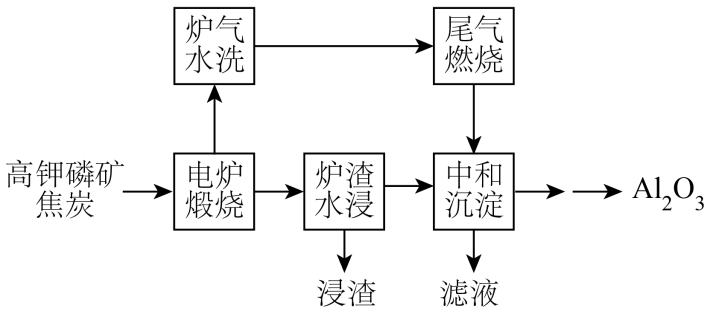 炉气
水洗
尾气
燃烧
高钾磷矿
焦炭
电炉
煅烧
炉渣
水浸
中和
沉淀
Al₂O₃
浸渣
滤液